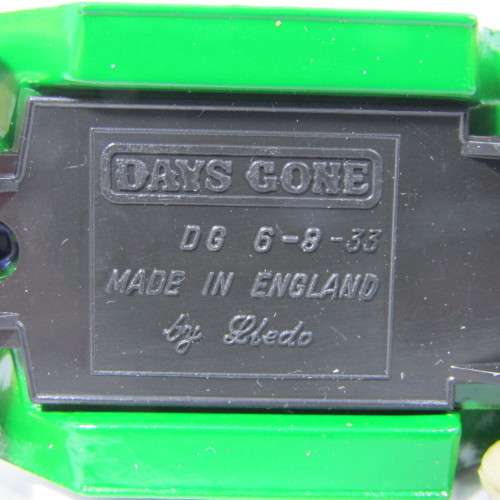 DAYS GONE
DG 6-8-33
MADE IN ENGLAND
by Lledo